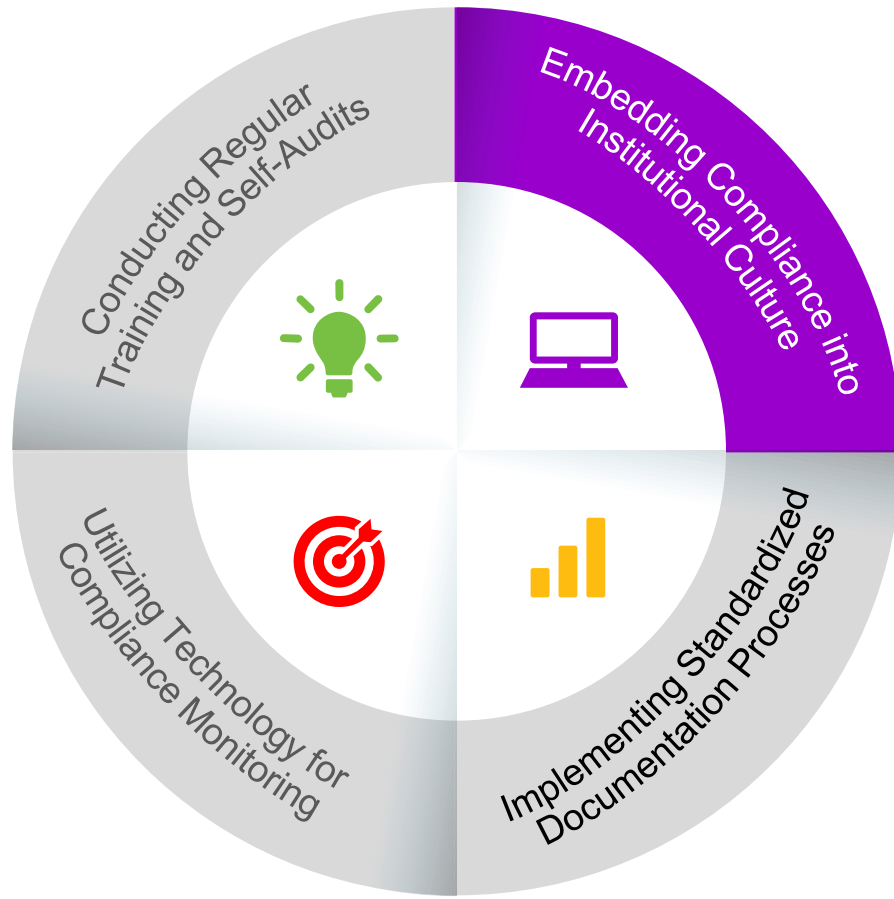 Conducting Regular
Training and Self-Audits
Embedding Compliance into
Institutional Culture
Utilizing Technology for
Compliance Monitoring
Implementing Standardized
Documentation Processes